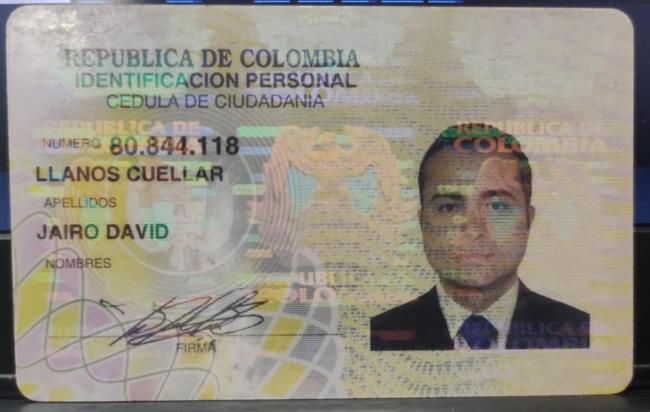 REPUBLICA DE COLOMBIA
IDENTIFICACION PERSONAL
CEDULA DE CIUDADANIA
NUMERO 80.844.118
LLANOS CUELLAR
APELLIDOS
JAIRO DAVID
NOMBRES
FIRMA
REPUBLICA DE
COLOMBIA